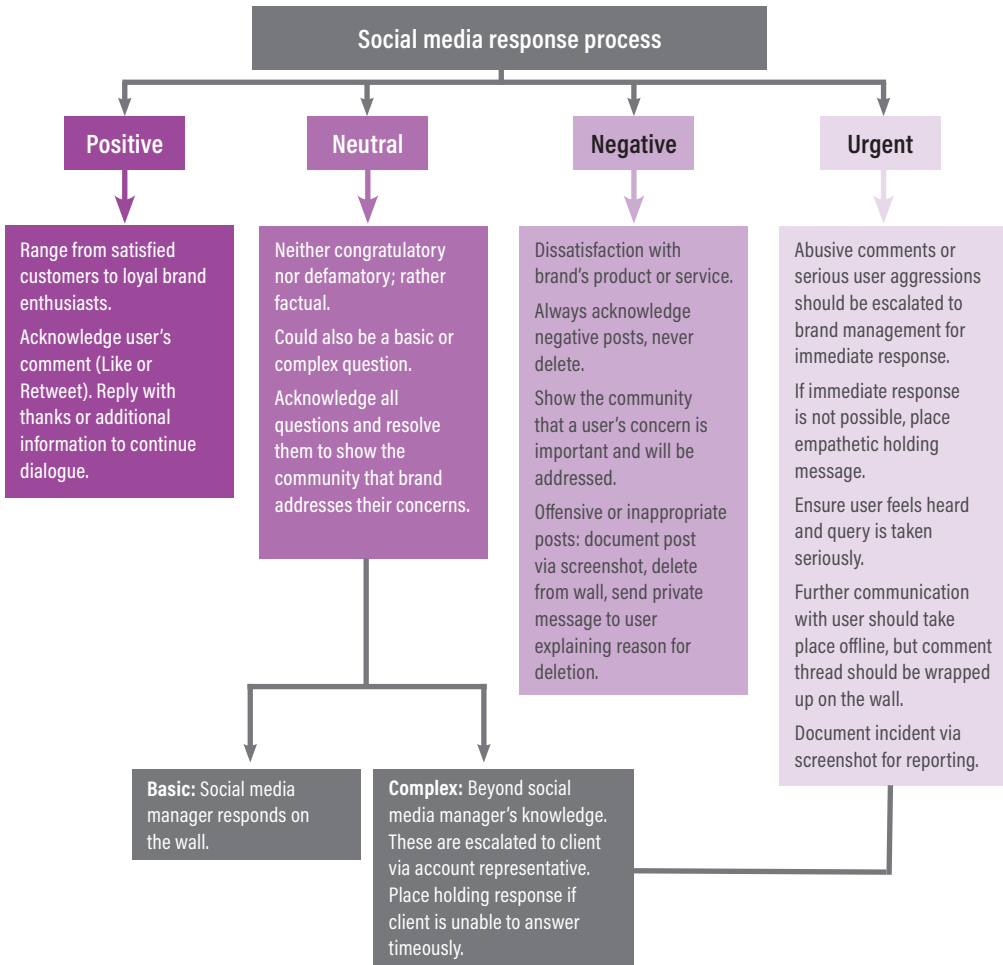 Social media response process
Positive
Neutral
Negative
Urgent
Range from satisfied
customers to loyal brand
enthusiasts.
Acknowledge user's
comment (Like or
Retweet). Reply with
thanks or additional
information to continue
dialogue.
Neither congratulatory
nor defamatory; rather
factual.
Could also be a basic or
complex question.
Acknowledge all
questions and resolve
them to show the
community that brand
addresses their concerns.
Dissatisfaction with
brand's product or service.
Always acknowledge
negative posts, never
delete.
Show the community
that a user's concern is
important and will be
addressed.
Offensive or inappropriate
posts: document post
via screenshot, delete
from wall, send private
message to user
explaining reason for
deletion.
Abusive comments or
serious user aggressions
should be escalated to
brand management for
immediate response.
If immediate response
is not possible, place
empathetic holding
message.
Ensure user feels heard
and query is taken
seriously.
Further communication
with user should take
place offline, but comment
thread should be wrapped
up on the wall.
Document incident via
screenshot for reporting.
Basic: Social media
manager responds on
the wall.
Complex: Beyond social
media manager's knowledge.
These are escalated to client
via account representative.
Place holding response if
client is unable to answer
timeously.